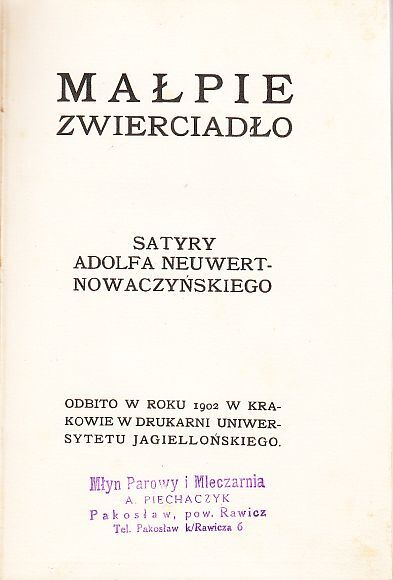 MAŁPIE
ZWIERCIADŁO
SATYRY
ADOLFA NEUWERT-
NOWACZYŃSKIEGO
ODBITO W ROKU 1902 W KRA-
KOWIE W DRUKARNI UNIWER-
SYTETU JAGIELLOŃSKIEGO.
Młyn Parowy i Mleczarnia
A. PIECHACZYK
Pakosław, pow. Rawicz
Tel. Pakosław k/Rawicza 6